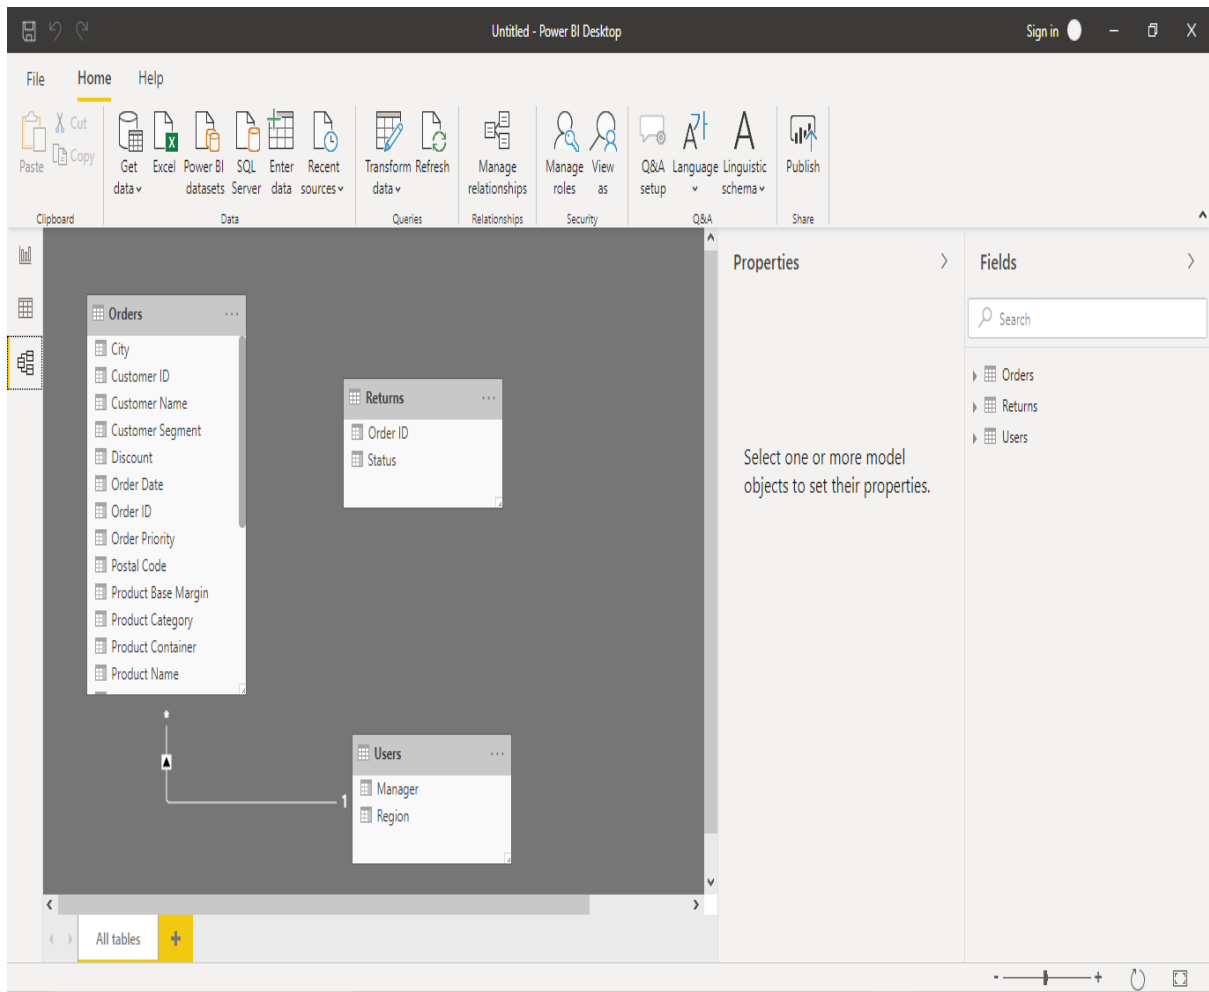 Untitled - Power BI Desktop
Sign in
File Home Help
Paste
Cut
Copy
Get data
Excel
Power BI datasets
SQL Server
Enter data
Recent sources
Transform data
Refresh
Manage relationships
Manage roles
View as
Q&A setup
Language
Linguistic schema
Publish
Clipboard Data Queries Relationships Security Q&A Share
Orders
City
Customer ID
Customer Name
Customer Segment
Discount
Order Date
Order ID
Order Priority
Postal Code
Product Base Margin
Product Category
Product Container
Product Name
Returns
Order ID
Status
*
1
Users
Manager
Region
Properties
Select one or more model
objects to set their properties.
Fields
Search
Orders
Returns
Users
All tables +
- +